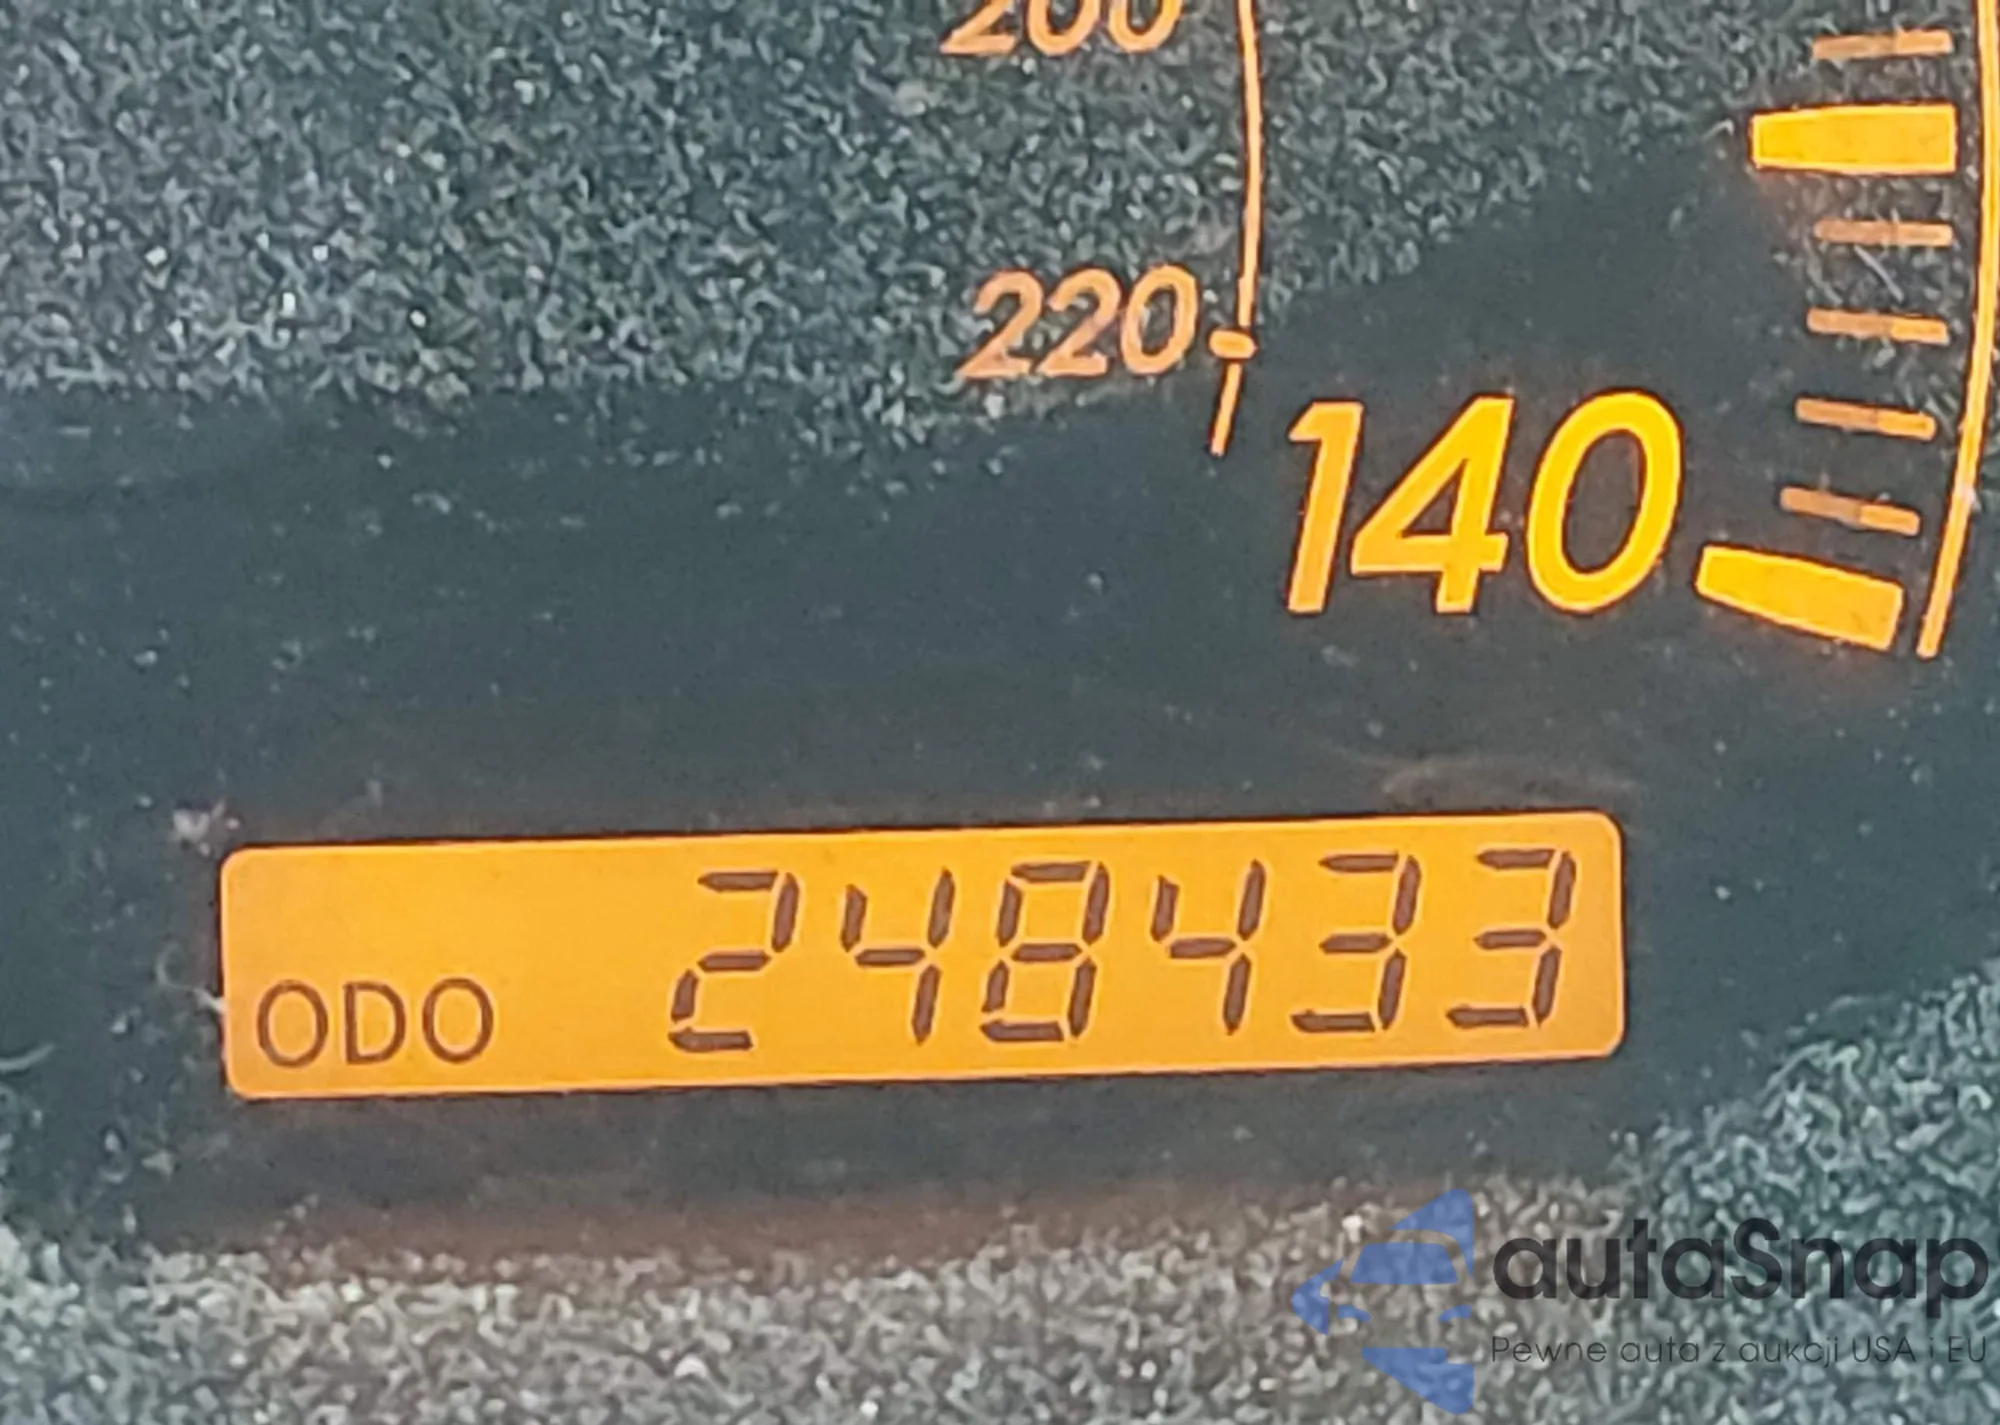 200
220
140
ODO 248433
autaSnap
Pewne auta z aukcji USA i EU